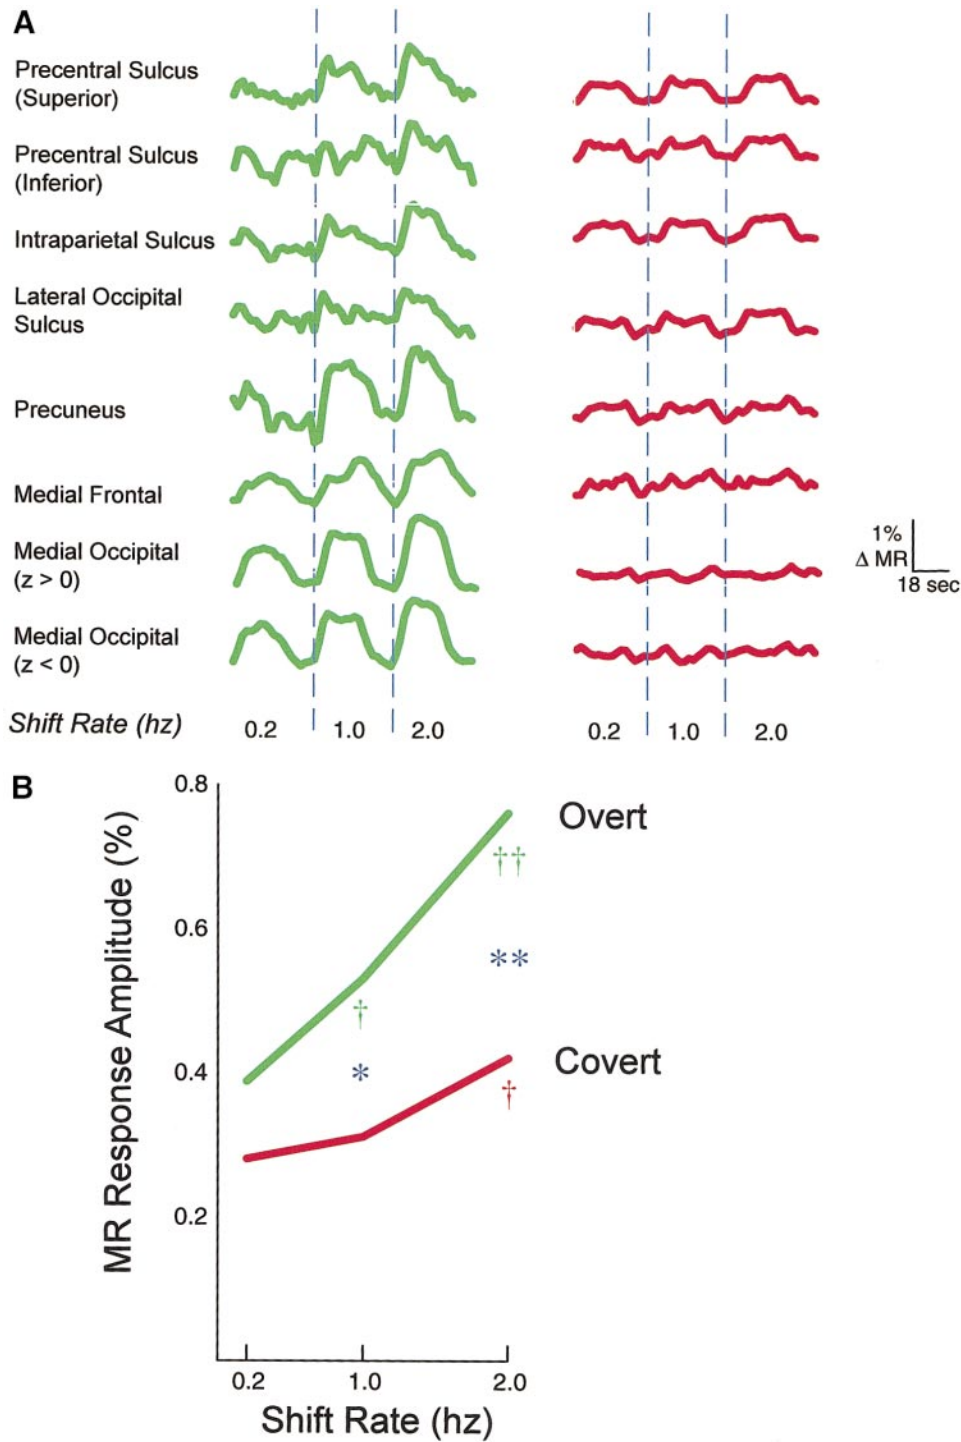 A
Precentral Sulcus
(Superior)
Precentral Sulcus
(Inferior)
Intraparietal Sulcus
Lateral Occipital
Sulcus
Precuneus
Medial Frontal
Medial Occipital
(z > 0)
Medial Occipital
(z < 0)
1%
Δ MR
18 sec
Shift Rate (hz) 0.2 1.0 2.0 0.2 1.0 2.0
B
MR Response Amplitude (%)
0.8
0.6
0.4
0.2
Overt
††
**
†
*
Covert
†
0.2 1.0 2.0
Shift Rate (hz)